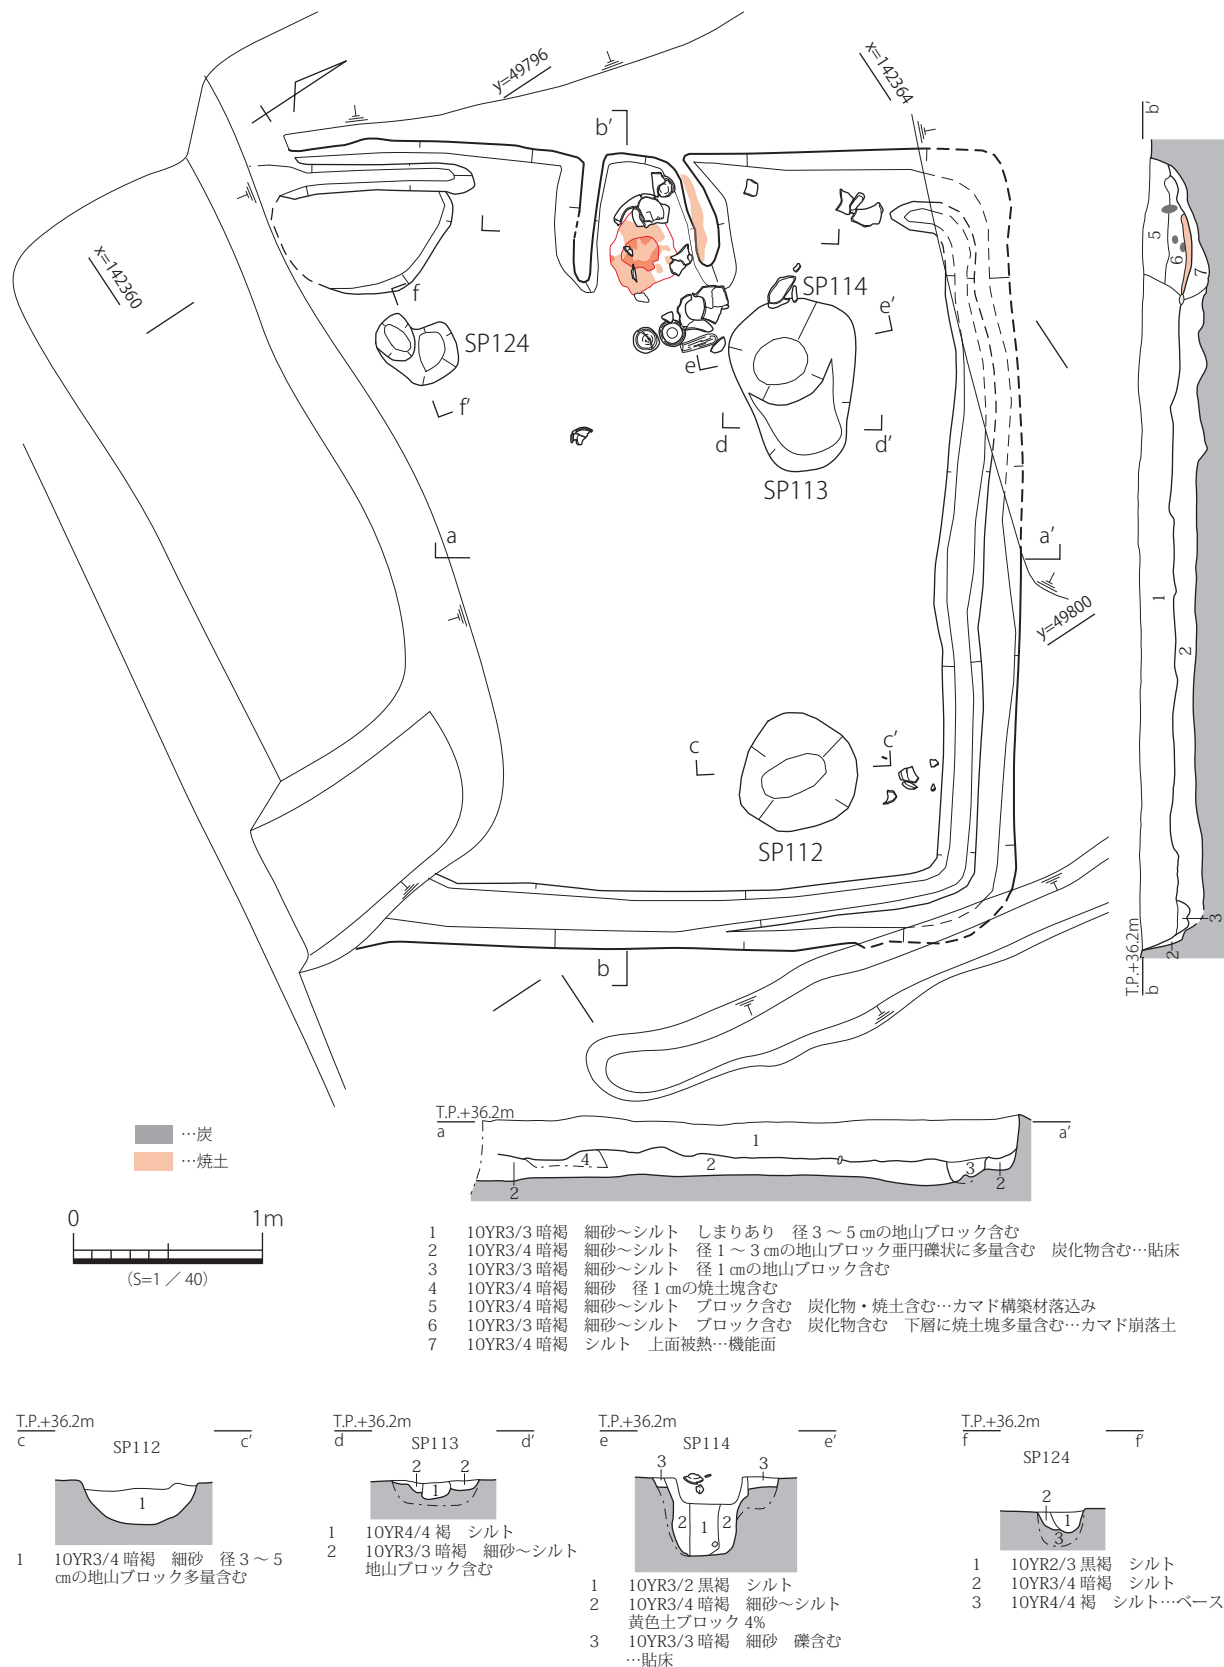 y=49796
x=142364
b′
b′
x=142360
f
SP114
e′
SP124
e
f′
d
d′
SP113
5
6
7
a
a′
1
2
y=49800
c
c′
SP112
b
3
2
T.P.+36.2m
b
T.P.+36.2m
a
a′
1
4
2
3
2
2
…炭
…焼土
0
1m
(S=1/40)
1 10YR3/3 暗褐 細砂～シルト しまりあり 径3～5㎝の地山ブロック含む
2 10YR3/4 暗褐 細砂～シルト 径1～3㎝の地山ブロック亜円礫状に多量含む 炭化物含む…貼床
3 10YR3/3 暗褐 細砂～シルト 径1㎝の地山ブロック含む
4 10YR3/4 暗褐 細砂 径1㎝の焼土塊含む
5 10YR3/4 暗褐 細砂～シルト ブロック含む 炭化物・焼土含む…カマド構築材落込み
6 10YR3/3 暗褐 細砂～シルト ブロック含む 炭化物含む 下層に焼土塊多量含む…カマド崩落土
7 10YR3/4 暗褐 シルト 上面被熱…機能面
T.P.+36.2m
c
c′
SP112
1
1 10YR3/4 暗褐 細砂 径3～5
㎝の地山ブロック多量含む
T.P.+36.2m
d
d′
SP113
2
2
1
1 10YR4/4 褐 シルト
2 10YR3/3 暗褐 細砂～シルト
地山ブロック含む
T.P.+36.2m
e
e′
SP114
3
3
2
1
2
1 10YR3/2 黒褐 シルト
2 10YR3/4 暗褐 細砂～シルト
黄色土ブロック 4%
3 10YR3/3 暗褐 細砂 礫含む
…貼床
T.P.+36.2m
f
f′
SP124
2
1
3
1 10YR2/3 黒褐 シルト
2 10YR3/4 暗褐 シルト
3 10YR4/4 褐 シルト…ベース